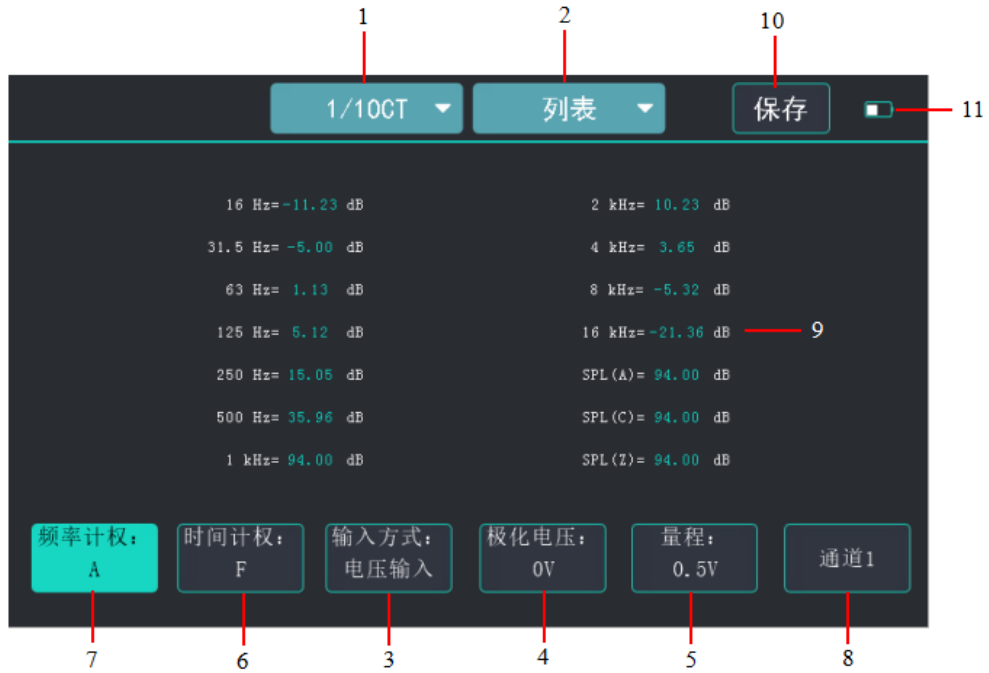 1
2
10
1/10CT
列表
保存
11
16 Hz=-11.23 dB
2 kHz= 10.23 dB
31.5 Hz= -5.00 dB
4 kHz= 3.65 dB
63 Hz= 1.13 dB
8 kHz= -5.32 dB
125 Hz= 5.12 dB
16 kHz=-21.36 dB
9
250 Hz= 15.05 dB
SPL(A)= 94.00 dB
500 Hz= 35.96 dB
SPL(C)= 94.00 dB
1 kHz= 94.00 dB
SPL(Z)= 94.00 dB
频率计权：
A
时间计权：
F
输入方式：
电压输入
极化电压：
0V
量程：
0.5V
通道1
7
6
3
4
5
8